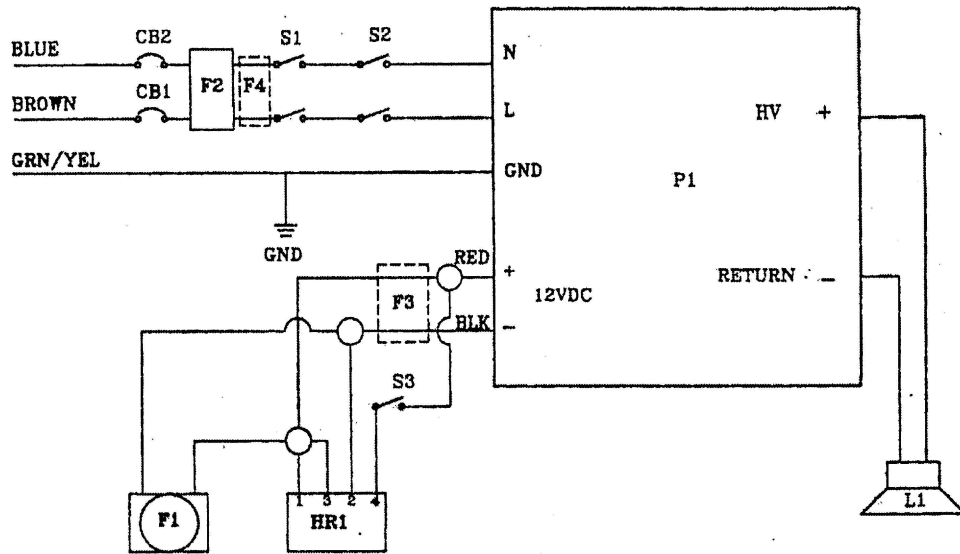 BLUE
CB2
S1
S2
N
F2
F4
BROWN
CB1
L
HV +
GRN/YEL
GND
P1
GND
RED
+
12VDC
RETURN -
F3
BLK
-
S3
1 3 2 4
F1
HR1
L1